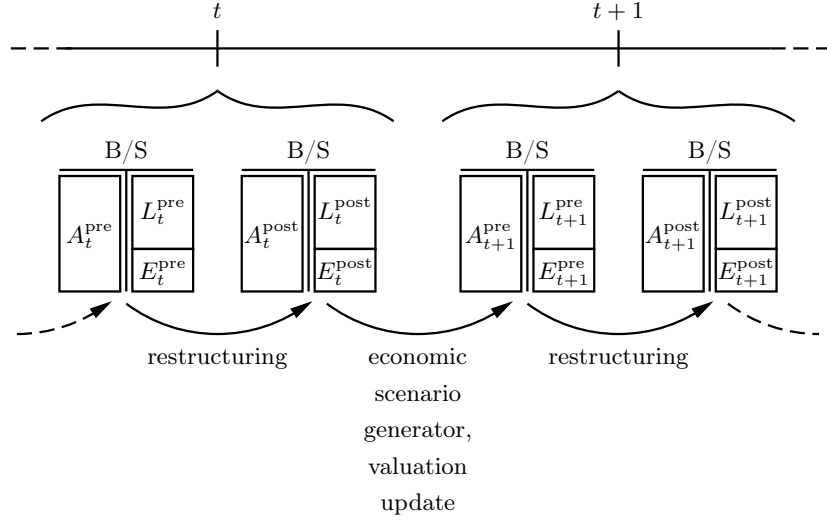 t
t + 1
B/S
B/S
B/S
B/S
A_t^pre
L_t^pre
E_t^pre
A_t^post
L_t^post
E_t^post
A_{t+1}^pre
L_{t+1}^pre
E_{t+1}^pre
A_{t+1}^post
L_{t+1}^post
E_{t+1}^post
restructuring
economic
scenario
generator,
valuation
update
restructuring